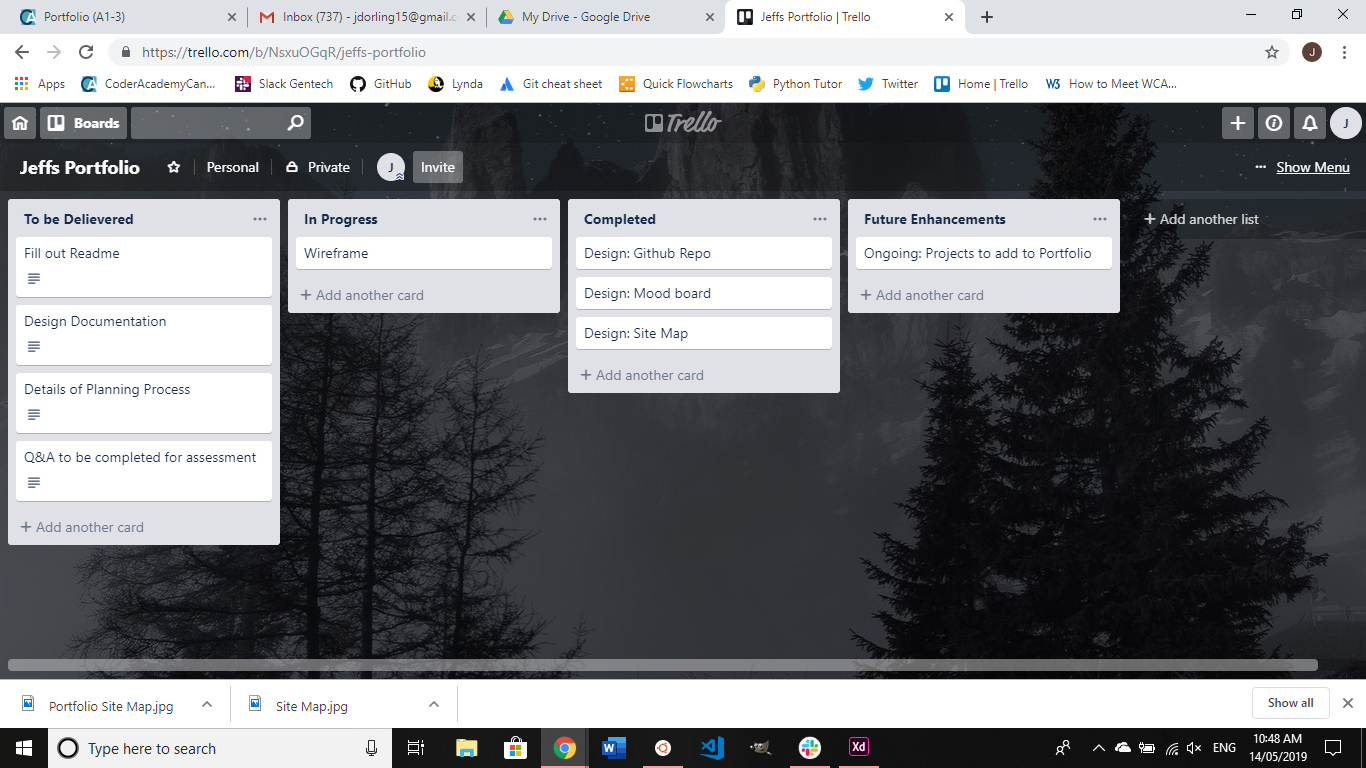 Portfolio (A1-3)
Inbox (737) - jdorling15@gmail.c
My Drive - Google Drive
Jeffs Portfolio | Trello
https://trello.com/b/NsxuOGqR/jeffs-portfolio
J
Apps
CoderAcademyCan...
Slack Gentech
GitHub
Lynda
Git cheat sheet
Quick Flowcharts
Python Tutor
Twitter
Home | Trello
W3
How to Meet WCA...
Boards
Trello
J
Jeffs Portfolio
Personal
Private
J
Invite
Show Menu
To be Delievered
Fill out Readme
Design Documentation
Details of Planning Process
Q&A to be completed for assessment
+ Add another card
In Progress
Wireframe
+ Add another card
Completed
Design: Github Repo
Design: Mood board
Design: Site Map
+ Add another card
Future Enhancements
Ongoing: Projects to add to Portfolio
+ Add another card
+ Add another list
Portfolio Site Map.jpg
Site Map.jpg
Show all
Type here to search
W
Xd
ENG
10:48 AM
14/05/2019